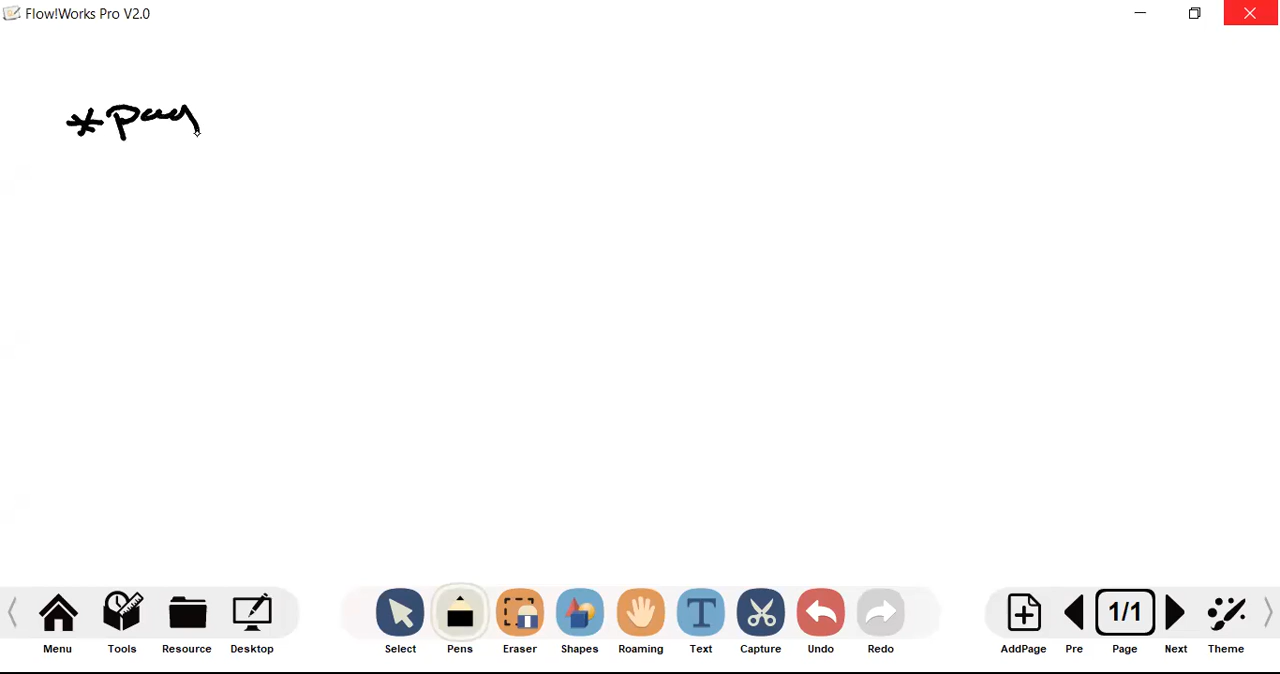 Flow!Works Pro V2.0
*pay
1/1
Menu Tools Resource Desktop Select Pens Eraser Shapes Roaming Text Capture Undo Redo AddPage Pre Page Next Theme